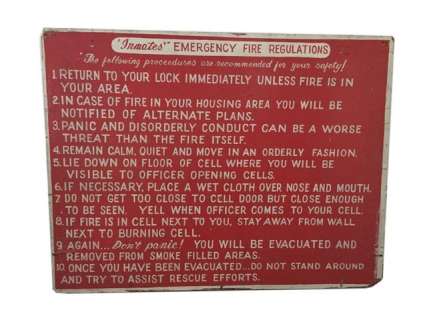 "Inmates" EMERGENCY FIRE REGULATIONS
"The following proceedures are recommended for your safety!
1. RETURN TO YOUR LOCK IMMEDIATELY UNLESS FIRE IS IN
YOUR AREA.
2. IN CASE OF FIRE IN YOUR HOUSING AREA YOU WILL BE
NOTIFIED OF ALTERNATE PLANS.
3. PANIC AND DISORDERLY CONDUCT CAN BE A WORSE
THREAT THAN THE FIRE ITSELF.
4. REMAIN CALM, QUIET AND MOVE IN AN ORDERLY FASHION.
5. LIE DOWN ON FLOOR OF CELL WHERE YOU WILL BE
VISIBLE TO OFFICER OPENING CELLS.
6. IF NECESSARY, PLACE A WET CLOTH OVER NOSE AND MOUTH.
7 DO NOT GET TOO CLOSE TO CELL DOOR BUT CLOSE ENOUGH
TO BE SEEN. YELL WHEN OFFICER COMES TO YOUR CELL.
8. IF FIRE IS IN CELL NEXT TO YOU, STAY AWAY FROM WALL
NEXT TO BURNING CELL.
9. AGAIN... Don't panic! YOU WILL BE EVACUATED AND
REMOVED FROM SMOKE FILLED AREAS.
10. ONCE YOU HAVE BEEN EVACUATED... DO NOT STAND AROUND
AND TRY TO ASSIST RESCUE EFFORTS.